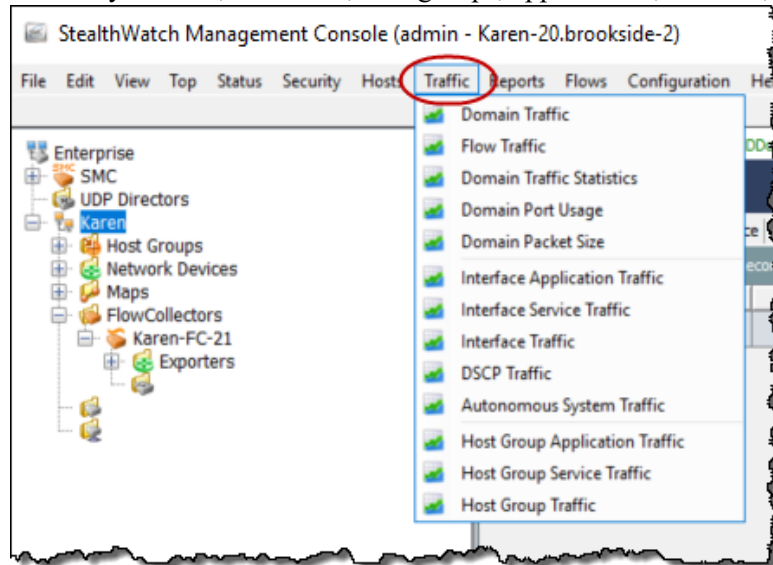 StealthWatch Management Console (admin - Karen-20.brookside-2)
File Edit View Top Status Security Hosts Traffic Reports Flows Configuration
Domain Traffic
Flow Traffic
Domain Traffic Statistics
Domain Port Usage
Domain Packet Size
Interface Application Traffic
Interface Service Traffic
Interface Traffic
DSCP Traffic
Autonomous System Traffic
Host Group Application Traffic
Host Group Service Traffic
Host Group Traffic
Enterprise
SMC
UDP Directors
Karen
Host Groups
Network Devices
Maps
FlowCollectors
Karen-FC-21
Exporters